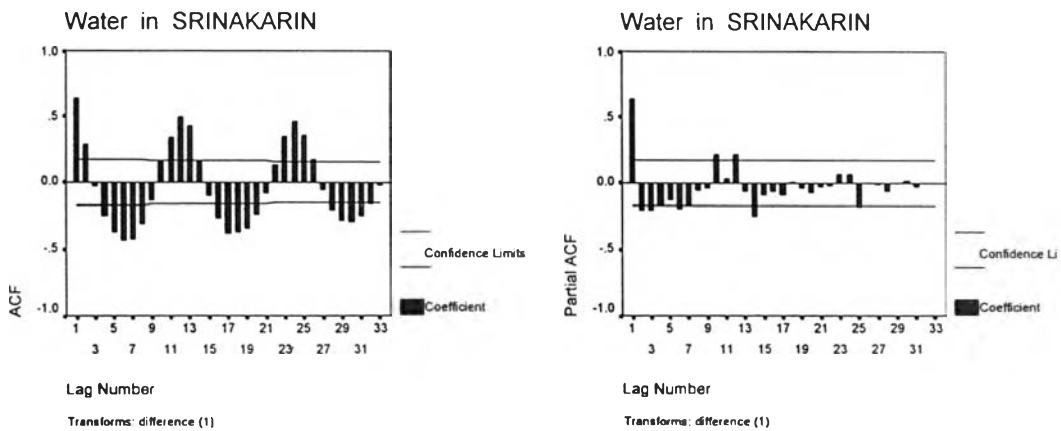 Water in SRINAKARIN
1.0
.5
0.0
-.5
-1.0
ACF
1 5 9 13 17 21 25 29 33
3 7 11 15 19 23 27 31
Lag Number
Transforms: difference (1)
Confidence Limits
Coefficient
Water in SRINAKARIN
1.0
.5
0.0
-.5
-1.0
Partial ACF
1 5 9 13 17 21 25 29 33
3 7 11 15 19 23 27 31
Lag Number
Transforms: difference (1)
Confidence Li
Coefficient